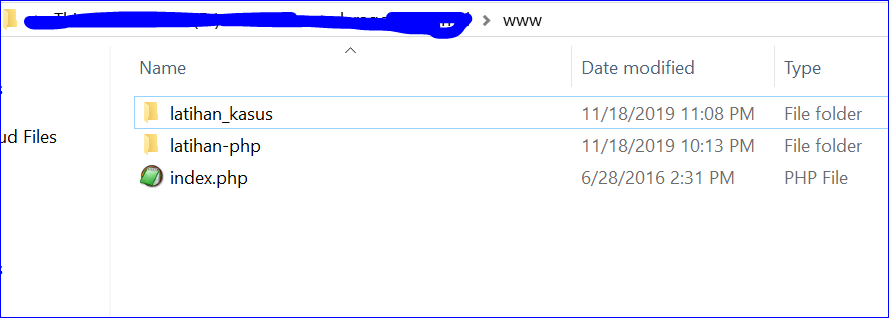 www
Name Date modified Type
latihan_kasus 11/18/2019 11:08 PM File folder
ud Files
latihan-php 10:13 PM 11/18/2019 File folder
index.php 6/28/2016 2:31 PM PHP File